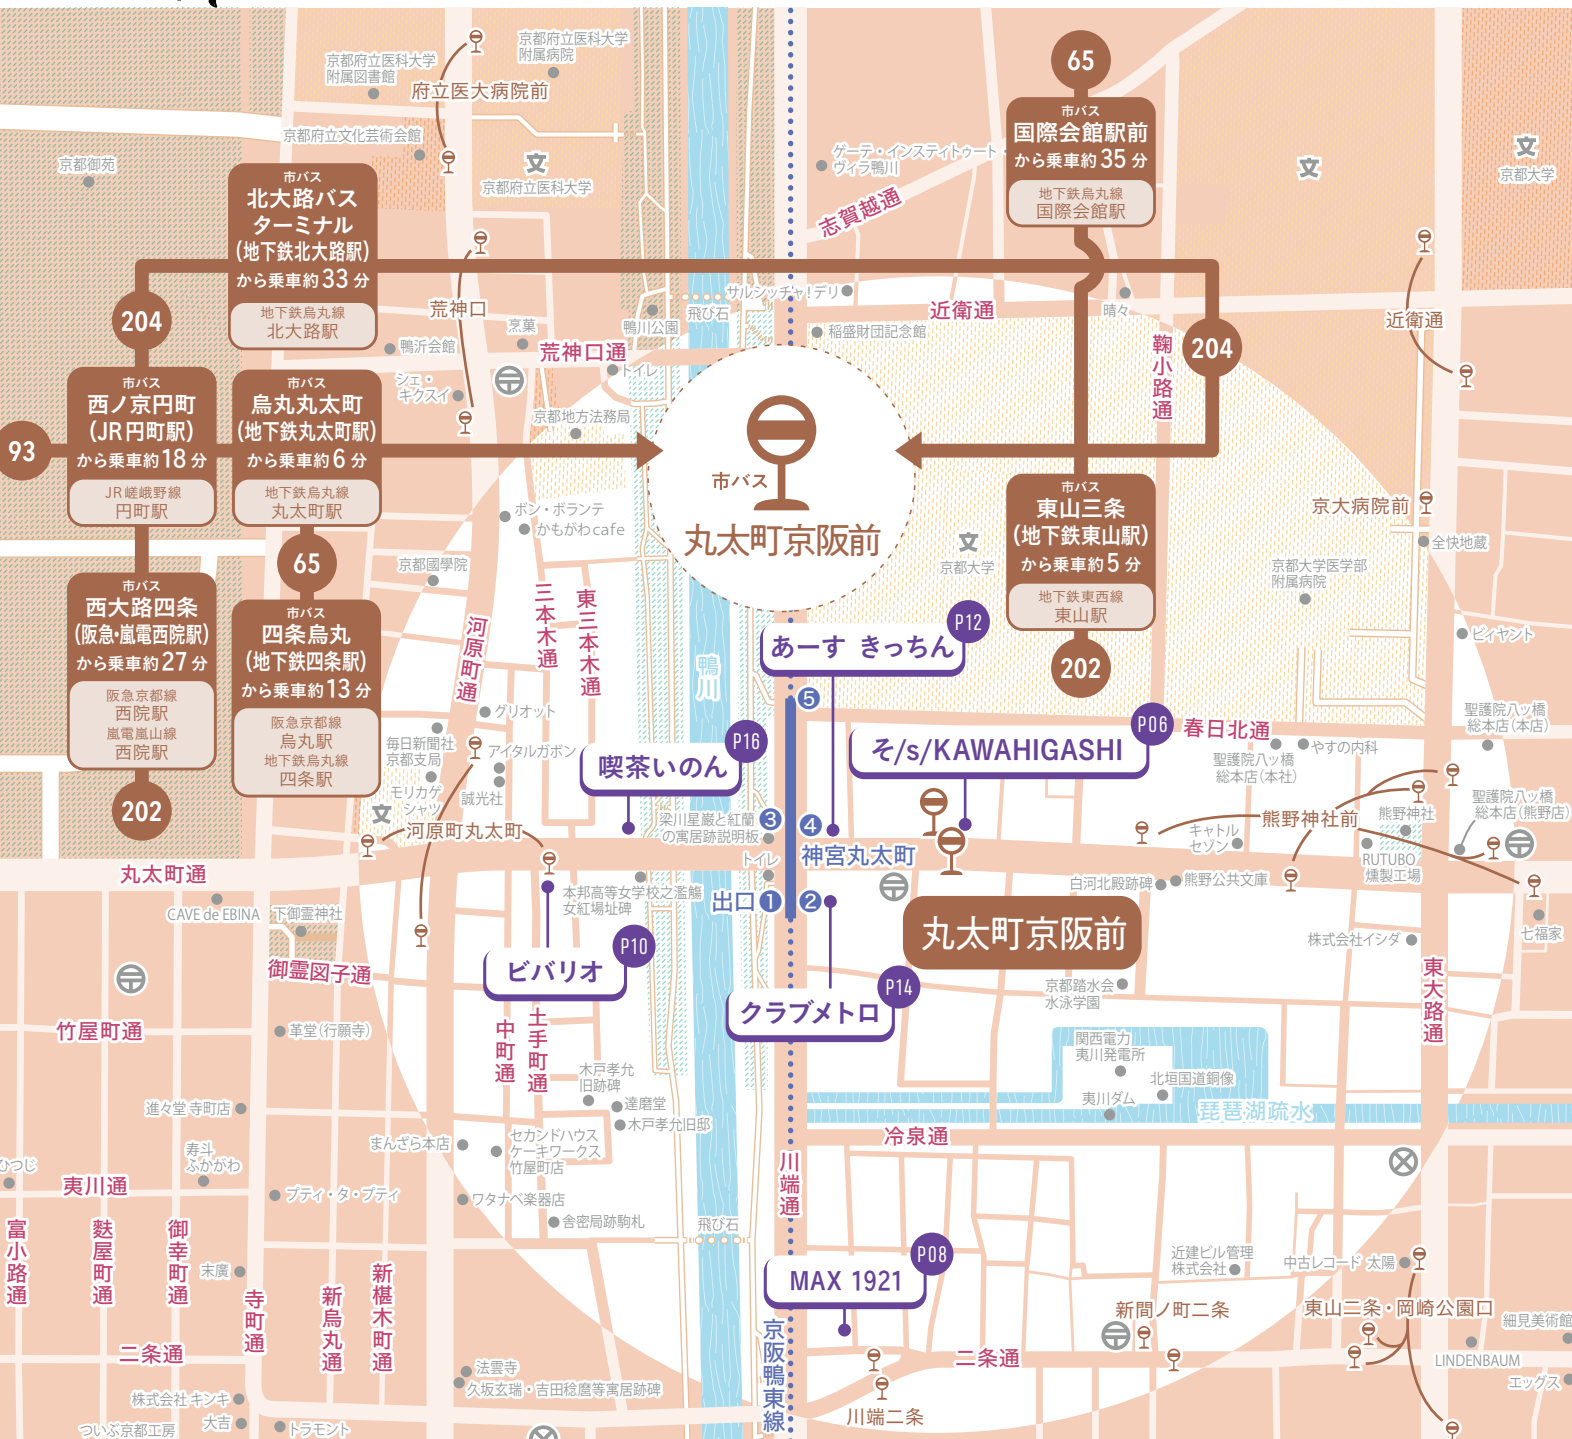 京都府立医科大学
附属図書館
京都府立医科大学
附属病院
府立医大病院前
京都府立文化芸術会館
京都府立医科大学
文
京都御苑
65
市バス
国際会館駅前
から乗車約35分
地下鉄烏丸線
国際会館駅
ゲーテ・インスティトゥート・
ヴィラ鴨川
志賀越通
文
文
京都大学
市バス
北大路バス
ターミナル
(地下鉄北大路駅)
から乗車約33分
地下鉄烏丸線
北大路駅
204
荒神口
鴨沂会館
烹菓
荒神口通
シェ・
キクスイ
鴨川公園
飛び石
サルシッチャ!デリ
トイレ
稲盛財団記念館
近衛通
晴々
鞠小路通
204
近衛通
93
市バス
西ノ京円町
(JR円町駅)
から乗車約18分
JR嵯峨野線
円町駅
市バス
烏丸丸太町
(地下鉄丸太町駅)
から乗車約6分
地下鉄烏丸線
丸太町駅
京都地方法務局
市バス
丸太町京阪前
市バス
東山三条
(地下鉄東山駅)
から乗車約5分
地下鉄東西線
東山駅
202
京大病院前
全快地蔵
京都大学医学部
附属病院
文
京都大学
ビィヤント
ボン・ボランテ
かもがわcafe
京都國學院
65
市バス
西大路四条
(阪急・嵐電西院駅)
から乗車約27分
阪急京都線
西院駅
嵐電嵐山線
西院駅
202
市バス
四条烏丸
(地下鉄四条駅)
から乗車約13分
阪急京都線
烏丸駅
地下鉄烏丸線
四条駅
河原町通
三本木通
東三本木通
鴨川
P12
あーす きっちん
5
P06
そ/s/KAWAHIGASHI
春日北通
聖護院八ッ橋
総本店(本社)
やすの内科
聖護院八ッ橋
総本店(本店)
グリオット
毎日新聞社
京都支局
アイタルガボン
モリカゲ
シャツ
誠光社
文
河原町丸太町
P16
喫茶いのん
梁川星巌と紅蘭
の寓居跡説明板
3
4
神宮丸太町
トイレ
出口
1
2
熊野神社前
熊野神社
聖護院八ッ橋
総本店(熊野店)
キャトル
セゾン
RUTUBO
燻製工場
白河北殿跡碑
熊野公共文庫
丸太町通
CAVE de EBINA
下御霊神社
御霊図子通
本邦高等女学校之濫觴
女紅場址碑
P10
ビバリオ
P14
クラブメトロ
丸太町京阪前
京都踏水会
水泳学園
株式会社イシダ
七福家
東大路通
竹屋町通
革堂(行願寺)
中町通
土手町通
木戸孝允
旧跡碑
達磨堂
木戸孝允旧邸
関西電力
夷川発電所
北垣国道銅像
夷川ダム
琵琶湖疏水
冷泉通
進々堂 寺町店
まんざら本店
セカンドハウス
ケーキワークス
竹屋町店
寿斗
ふかがわ
ひつじ
夷川通
プティ・タ・プティ
ワタナベ楽器店
舎密局跡駒札
飛び石
川端通
富小路通
麩屋町通
御幸町通
末廣
寺町通
新烏丸通
新椹木町通
二条通
P08
MAX 1921
京阪鴨東線
近建ビル管理
株式会社
中古レコード 太陽
新間ノ町二条
東山二条・岡崎公園口
細見美術館
LINDENBAUM
エッグス
二条通
川端二条
法雲寺
久坂玄瑞・吉田稔麿等寓居跡碑
株式会社 キンキ
大吉
ついぶ京都工房
トラモント